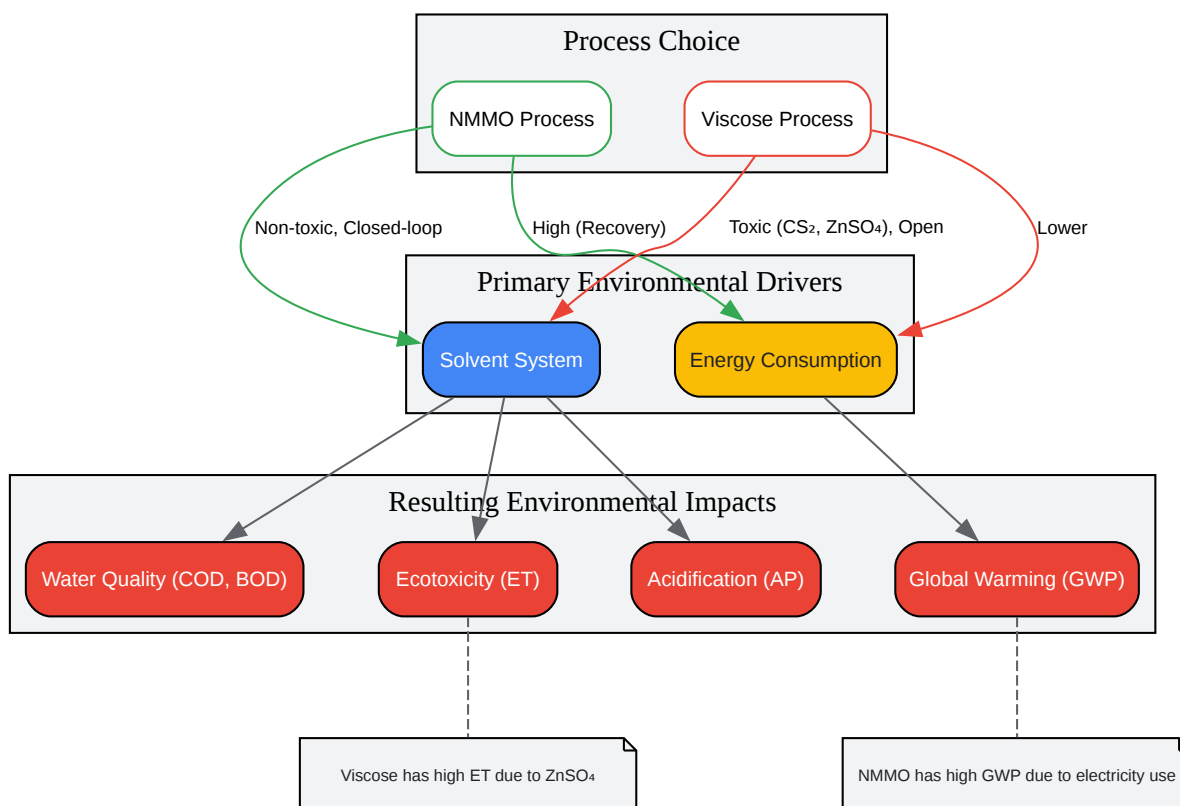 Process Choice
NMMO Process
Viscose Process
Non-toxic, Closed-loop
High (Recovery)
Toxic (CS₂, ZnSO₄), Open
Lower
Primary Environmental Drivers
Solvent System
Energy Consumption
Resulting Environmental Impacts
Water Quality (COD, BOD)
Ecotoxicity (ET)
Acidification (AP)
Global Warming (GWP)
Viscose has high ET due to ZnSO₄
NMMO has high GWP due to electricity use